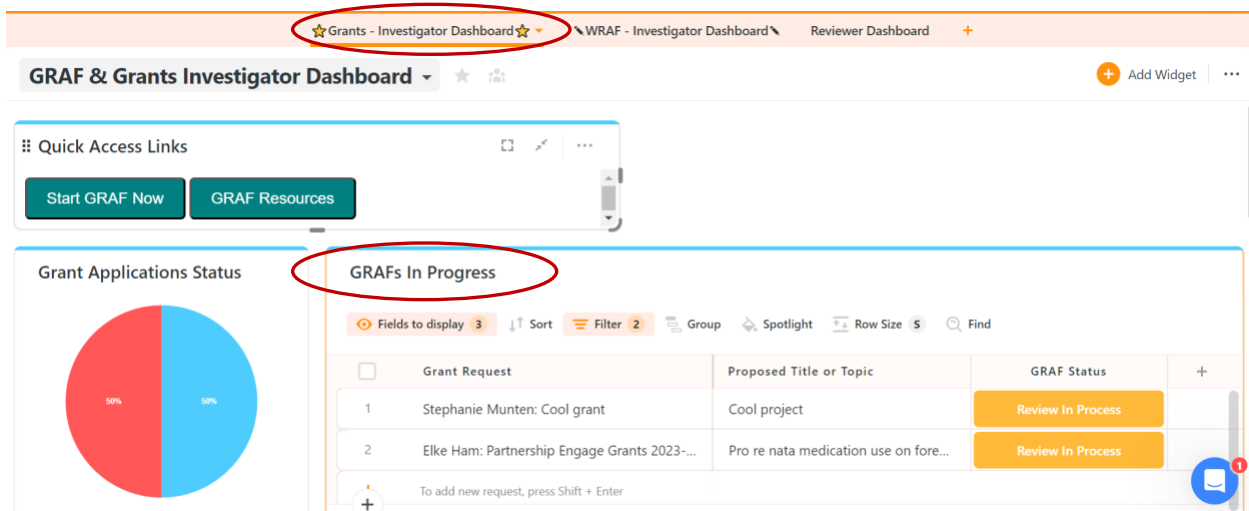 ⭐Grants - Investigator Dashboard⭐ ✎WRAF - Investigator Dashboard✎ Reviewer Dashboard +
GRAF & Grants Investigator Dashboard
Add Widget
Quick Access Links
Start GRAF Now GRAF Resources
Grant Applications Status
50% 50%
GRAFs In Progress
Fields to display 3 Sort Filter 2 Group Spotlight Row Size S Find
Grant Request Proposed Title or Topic GRAF Status +
1 Stephanie Munten: Cool grant Cool project Review In Process
2 Elke Ham: Partnership Engage Grants 2023-... Pro re nata medication use on fore... Review In Process
+ To add new request, press Shift + Enter
1